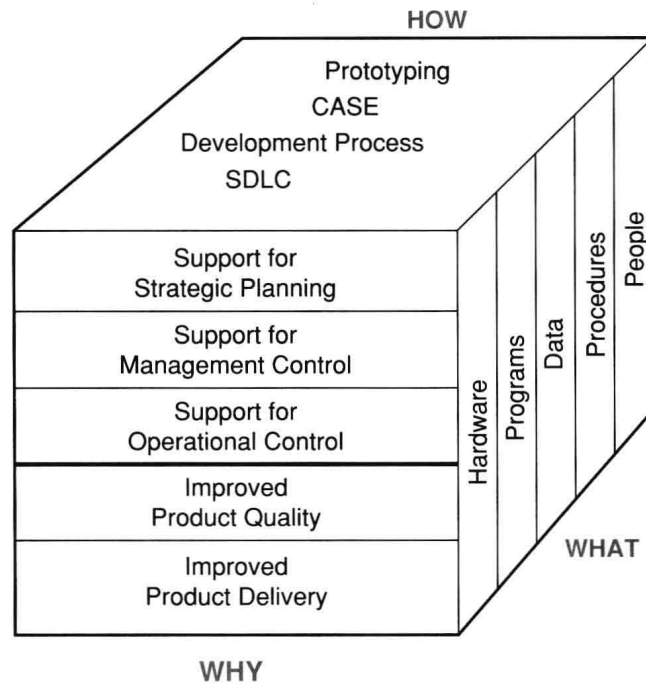 HOW
Prototyping
CASE
Development Process
SDLC
Support for
Strategic Planning
Support for
Management Control
Support for
Operational Control
Improved
Product Quality
Improved
Product Delivery
Hardware
Programs
Data
Procedures
People
WHAT
WHY